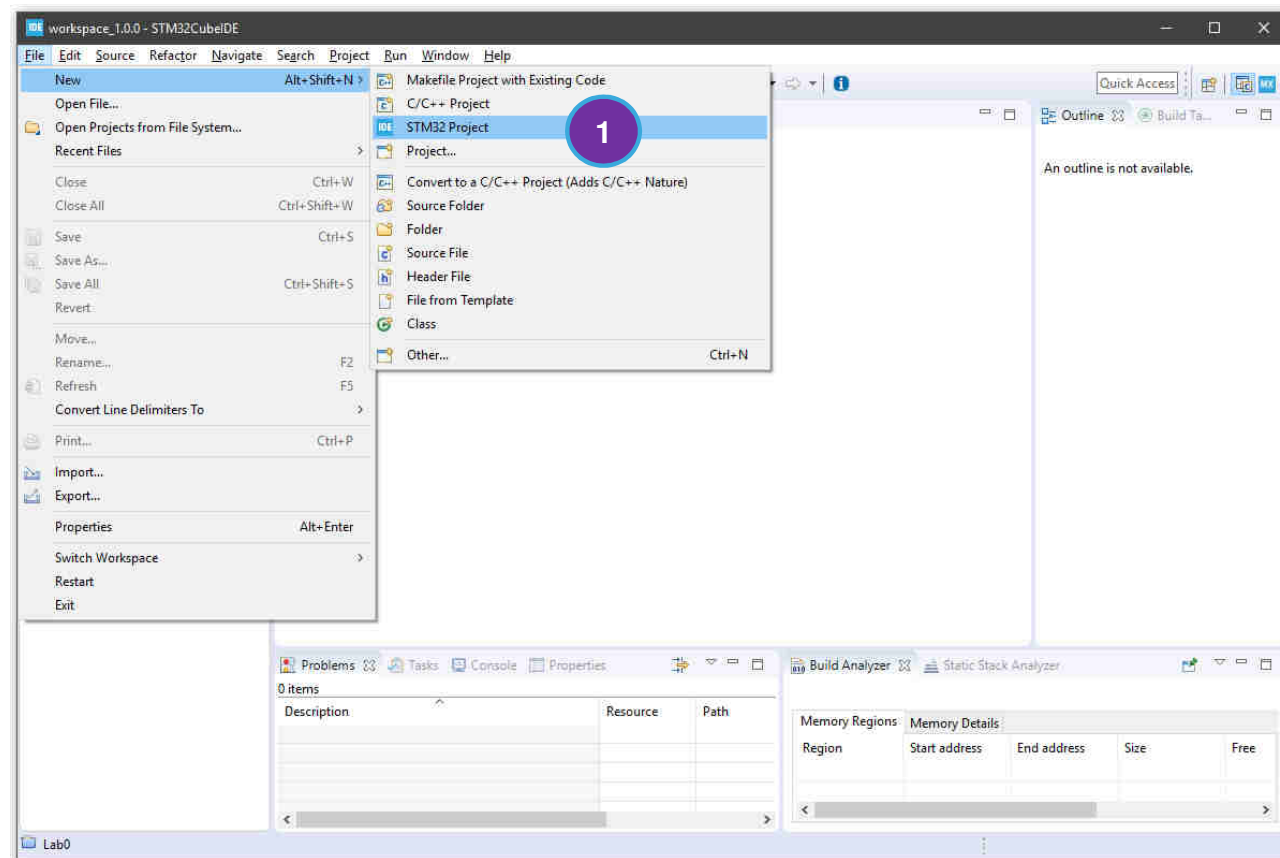 IDE workspace_1.0.0 - STM32CubeIDE
File Edit Source Refactor Navigate Search Project Run Window Help
Quick Access
MX
New Alt+Shift+N >
Open File...
Open Projects from File System...
Recent Files >
Close Ctrl+W
Close All Ctrl+Shift+W
Save Ctrl+S
Save As...
Save All Ctrl+Shift+S
Revert
Move...
Rename... F2
Refresh F5
Convert Line Delimiters To >
Print... Ctrl+P
Import...
Export...
Properties Alt+Enter
Switch Workspace >
Restart
Exit
Makefile Project with Existing Code
C/C++ Project
IDE STM32 Project
1
Project...
Convert to a C/C++ Project (Adds C/C++ Nature)
Source Folder
Folder
Source File
Header File
File from Template
Class
Other... Ctrl+N
Outline Build Ta...
An outline is not available.
Problems Tasks Console Properties
0 items
Description Resource Path
Build Analyzer Static Stack Analyzer
Memory Regions Memory Details
Region Start address End address Size Free
Lab0